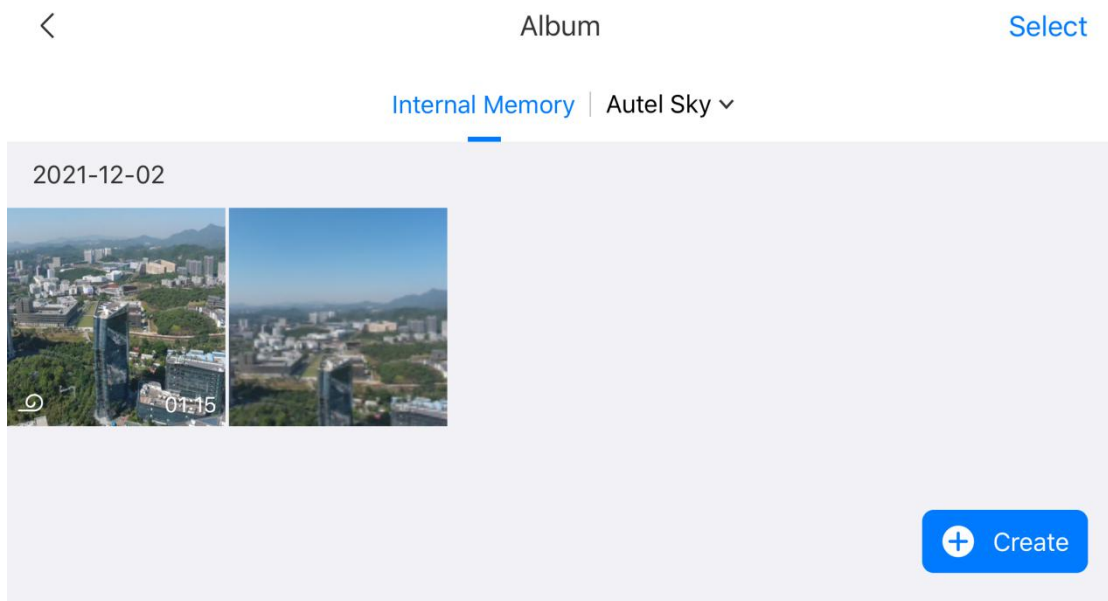 Album
Select
Internal Memory
Autel Sky
2021-12-02
01:15
Create